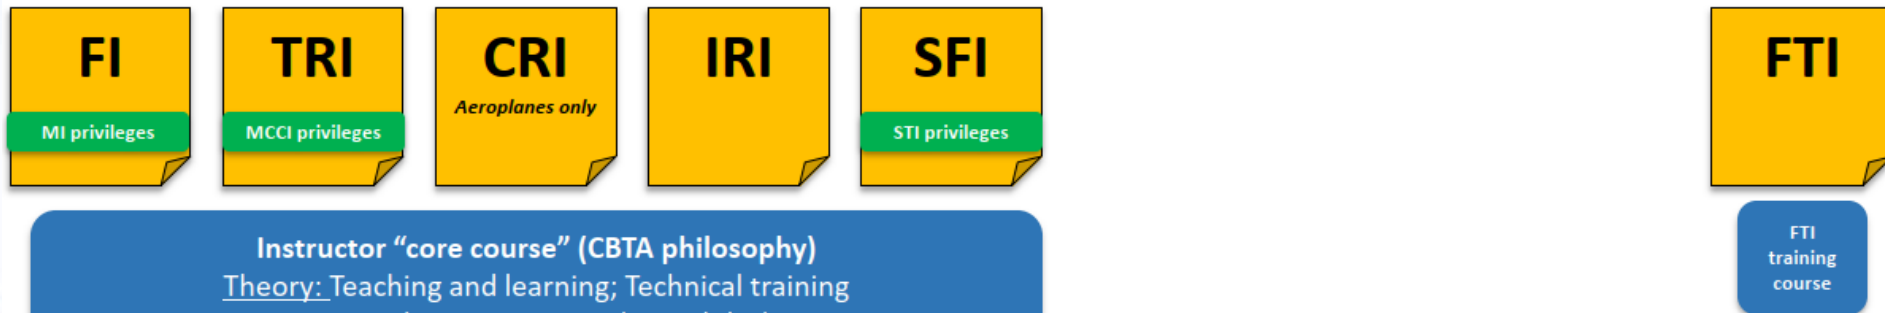 FI
MI privileges
TRI
MCCI privileges
CRI
Aeroplanes only
IRI
SFI
STI privileges
FTI
Instructor “core course” (CBTA philosophy)
Theory: Teaching and learning; Technical training
FTI
training
course